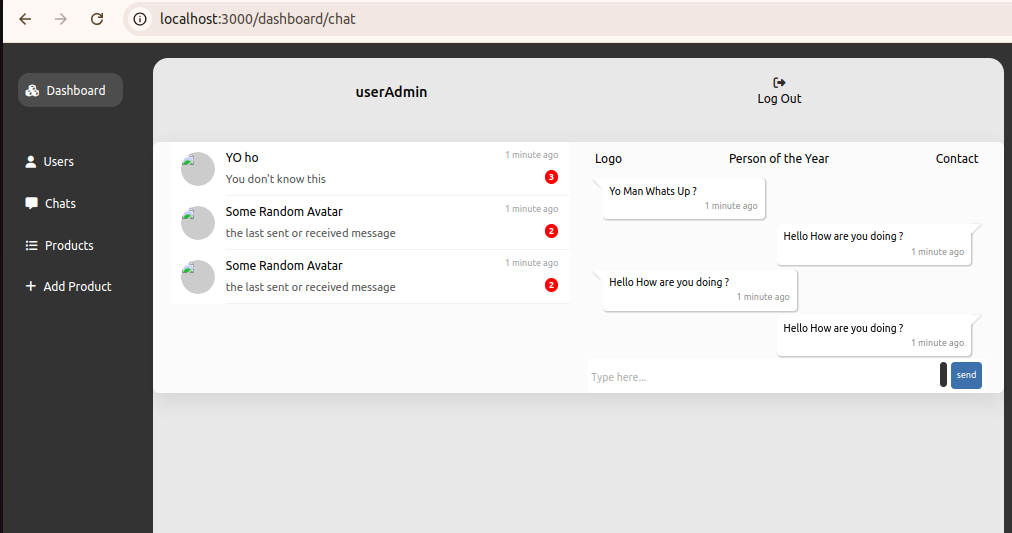 localhost:3000/dashboard/chat
Dashboard
Users
Chats
Products
Add Product
userAdmin
Log Out
YO ho
1 minute ago
You don't know this
3
Some Random Avatar
1 minute ago
the last sent or received message
2
Some Random Avatar
1 minute ago
the last sent or received message
2
Logo Person of the Year Contact
Yo Man Whats Up ?
1 minute ago
Hello How are you doing ?
1 minute ago
Hello How are you doing ?
1 minute ago
Hello How are you doing ?
1 minute ago
Type here...
send